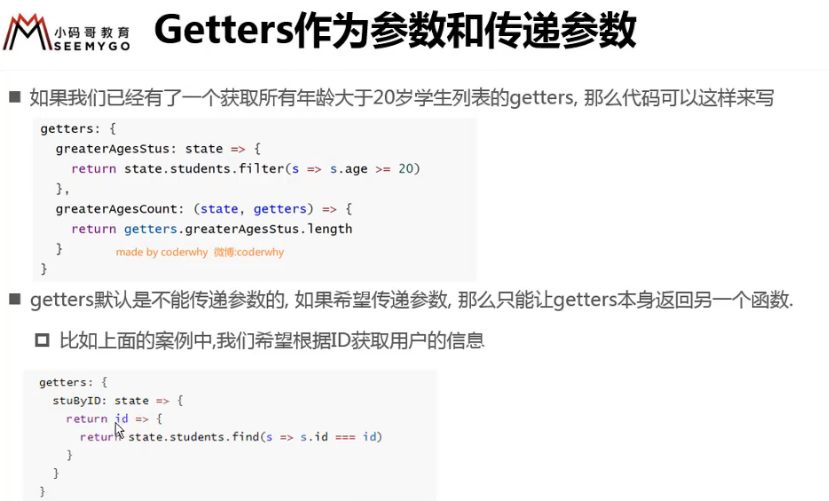 小码哥教育
SEEMYGO
Getters作为参数和传递参数
如果我们已经有了一个获取所有年龄大于20岁学生列表的getters, 那么代码可以这样来写
getters: {
greaterAgesStus: state => {
return state.students.filter(s => s.age >= 20)
},
greaterAgesCount: (state, getters) => {
return getters.greaterAgesStus.length
}
made by coderwhy 微博:coderwhy
}
getters默认是不能传递参数的, 如果希望传递参数, 那么只能让getters本身返回另一个函数.
比如上面的案例中,我们希望根据ID获取用户的信息
getters: {
stuByID: state => {
return id => {
return state.students.find(s => s.id === id)
}
}
}